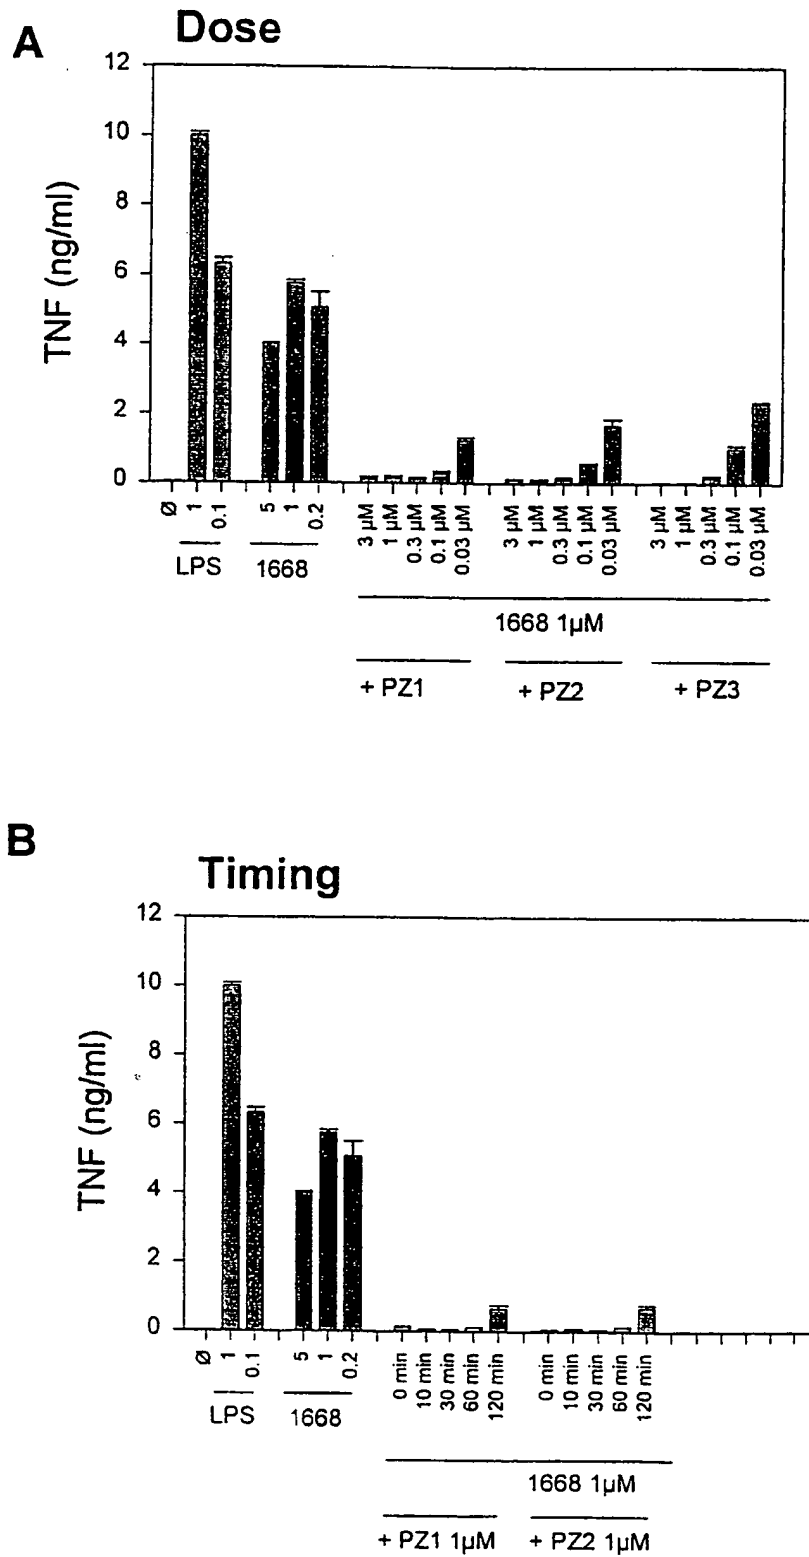 A
Dose
12
10
8
6
4
2
0
TNF (ng/ml)
Ø 1 0.1 5 1 0.2 3 µM 1 µM 0.3 µM 0.1 µM 0.03 µM 3 µM 1 µM 0.3 µM 0.1 µM 0.03 µM 3 µM 1 µM 0.3 µM 0.1 µM 0.03 µM
LPS 1668
1668 1µM
+ PZ1 + PZ2 + PZ3
B
Timing
12
10
8
6
4
2
0
TNF (ng/ml)
Ø 1 0.1 5 1 0.2 0 min 10 min 30 min 60 min 120 min 0 min 10 min 30 min 60 min 120 min
LPS 1668
1668 1µM
+ PZ1 1µM + PZ2 1µM